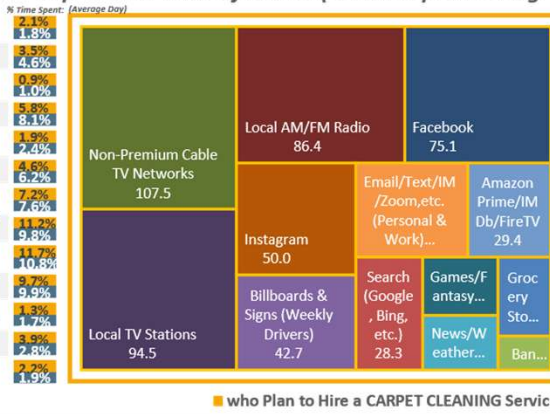 % Time Spent: (Average Day)
2.1%
1.8%
3.5%
4.6%
0.9%
1.0%
5.8%
8.1%
1.9%
2.4%
4.6%
6.2%
7.2%
7.6%
11.2%
9.8%
11.7%
10.8%
9.7%
9.9%
1.3%
1.7%
3.9%
2.8%
2.2%
1.9%
Non-Premium Cable
TV Networks
107.5
Local TV Stations
94.5
Local AM/FM Radio
86.4
Facebook
75.1
Instagram
50.0
Billboards &
Signs (Weekly
Drivers)
42.7
Email/Text/IM
/Zoom,etc.
(Personal &
Work)...
Amazon
Prime/IM
Db/FireTV
29.4
Search
(Google
, Bing,
etc.)
28.3
Games/F
antasy...
News/W
eather...
Groc
ery
Sto...
Ban...
who Plan to Hire a CARPET CLEANING Servic